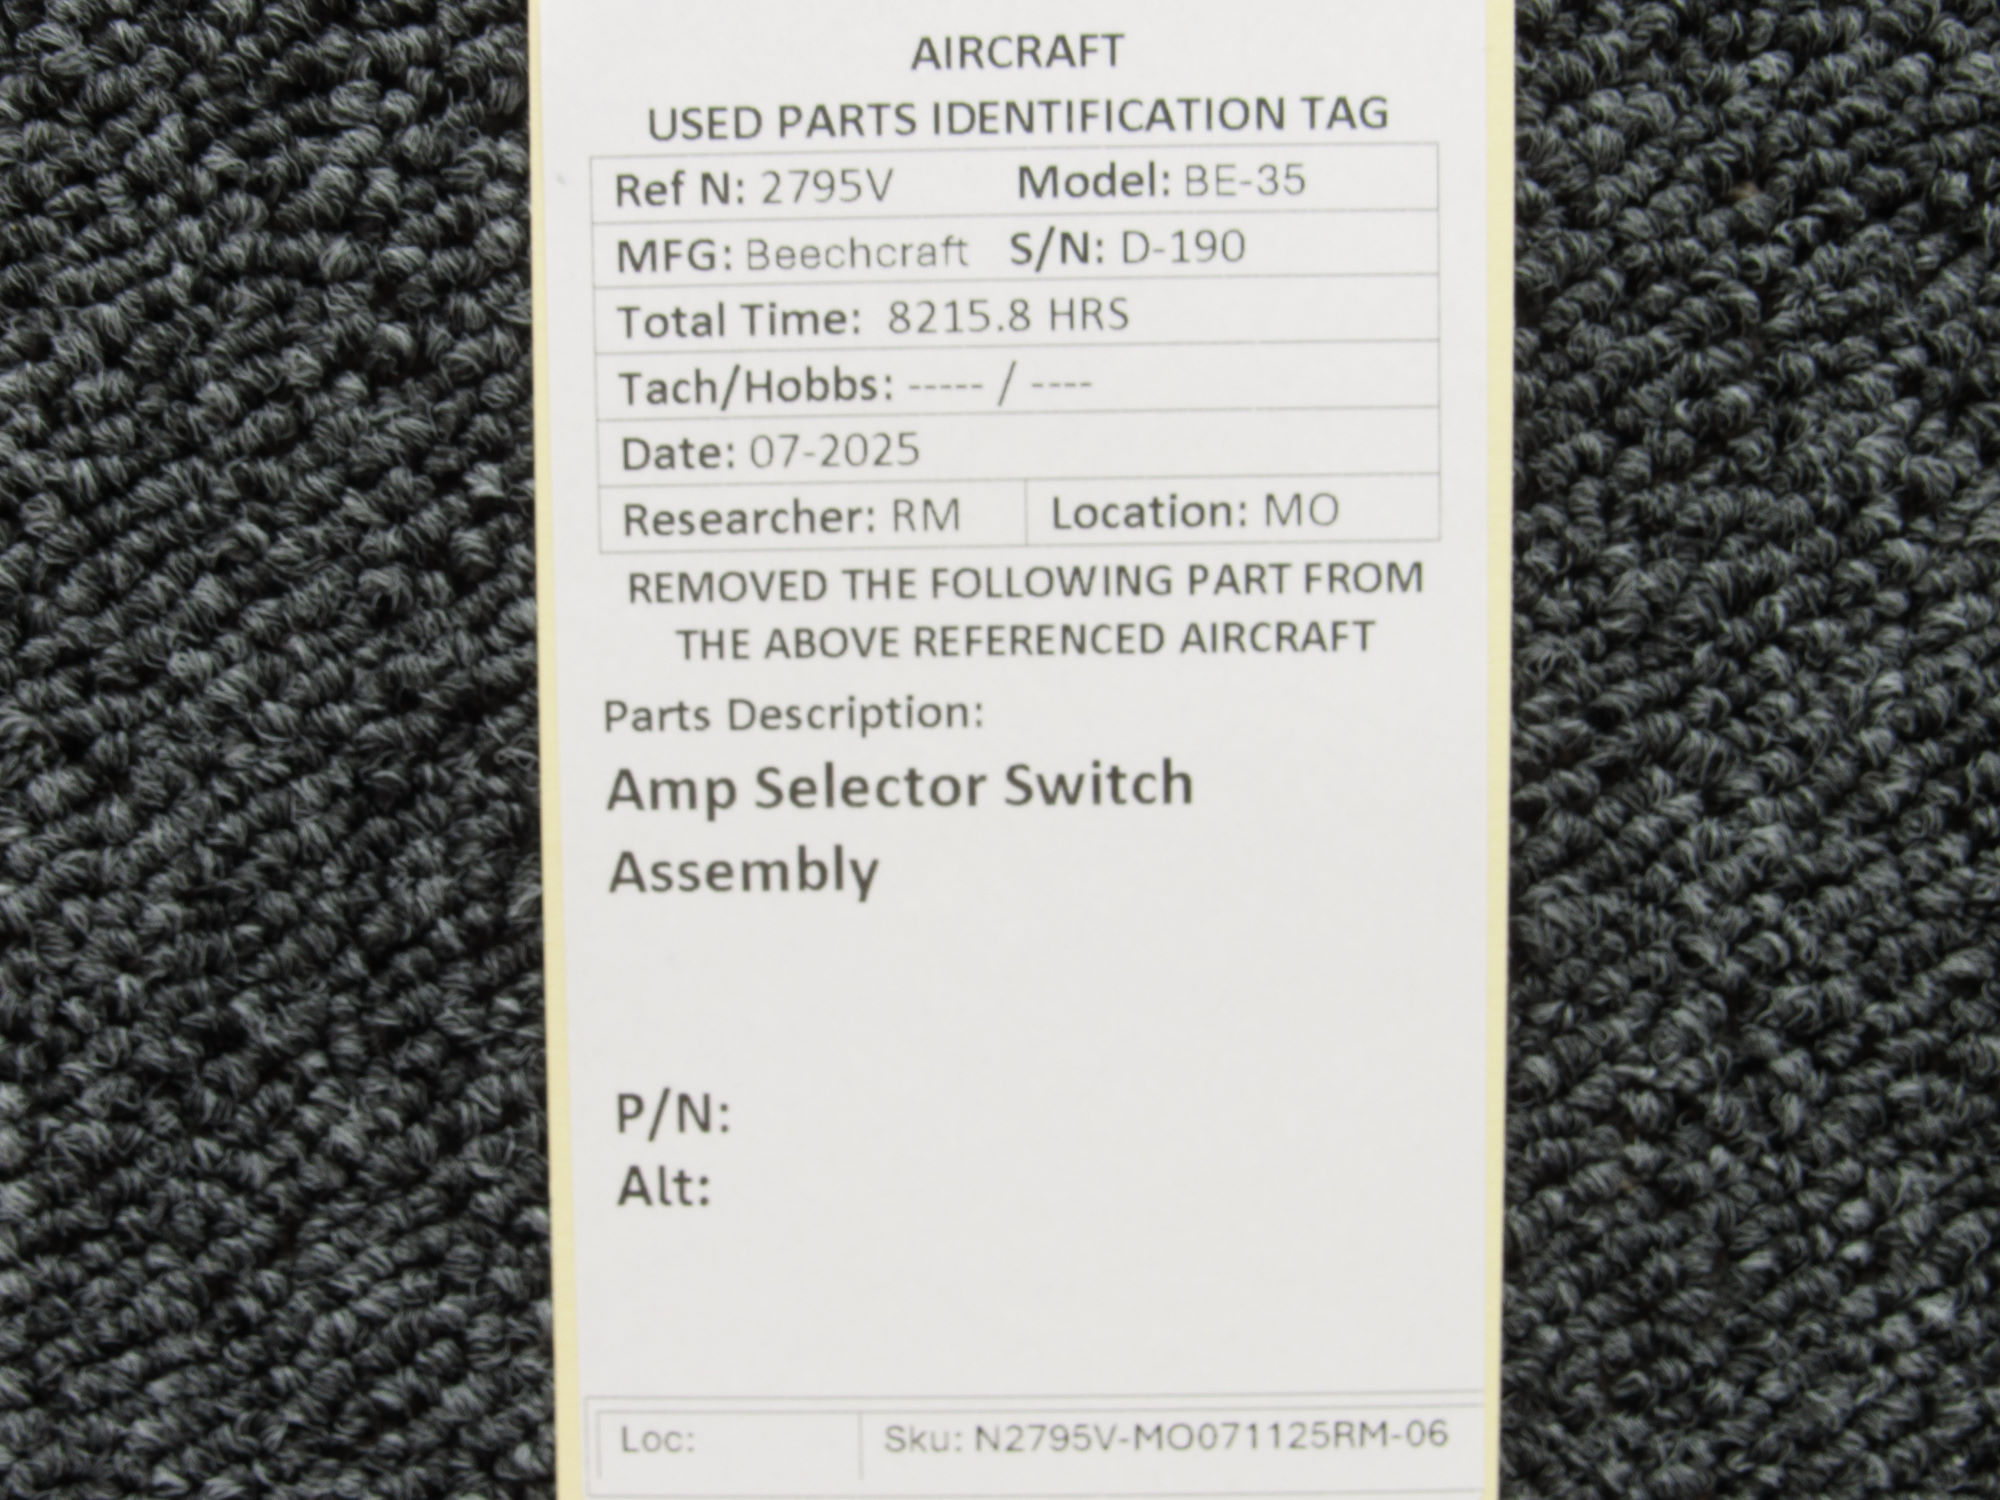 AIRCRAFT
USED PARTS IDENTIFICATION TAG
Ref N: 2795V Model: BE-35
MFG: Beechcraft S/N: D-190
Total Time: 8215.8 HRS
Tach/Hobbs: ----- / ----
Date: 07-2025
Researcher: RM Location: MO
REMOVED THE FOLLOWING PART FROM
THE ABOVE REFERENCED AIRCRAFT
Parts Description:
Amp Selector Switch
Assembly
P/N:
Alt:
Loc: Sku: N2795V-MO071125RM-06